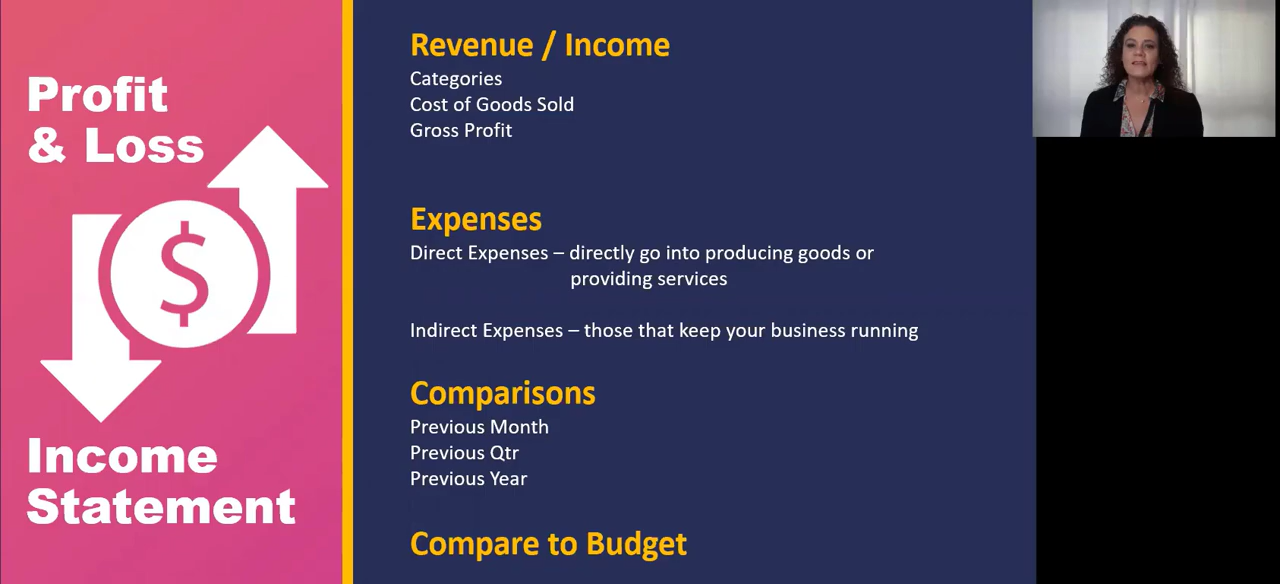 Profit
& Loss
$
Income
Statement
Revenue / Income
Categories
Cost of Goods Sold
Gross Profit
Expenses
Direct Expenses – directly go into producing goods or
providing services
Indirect Expenses – those that keep your business running
Comparisons
Previous Month
Previous Qtr
Previous Year
Compare to Budget